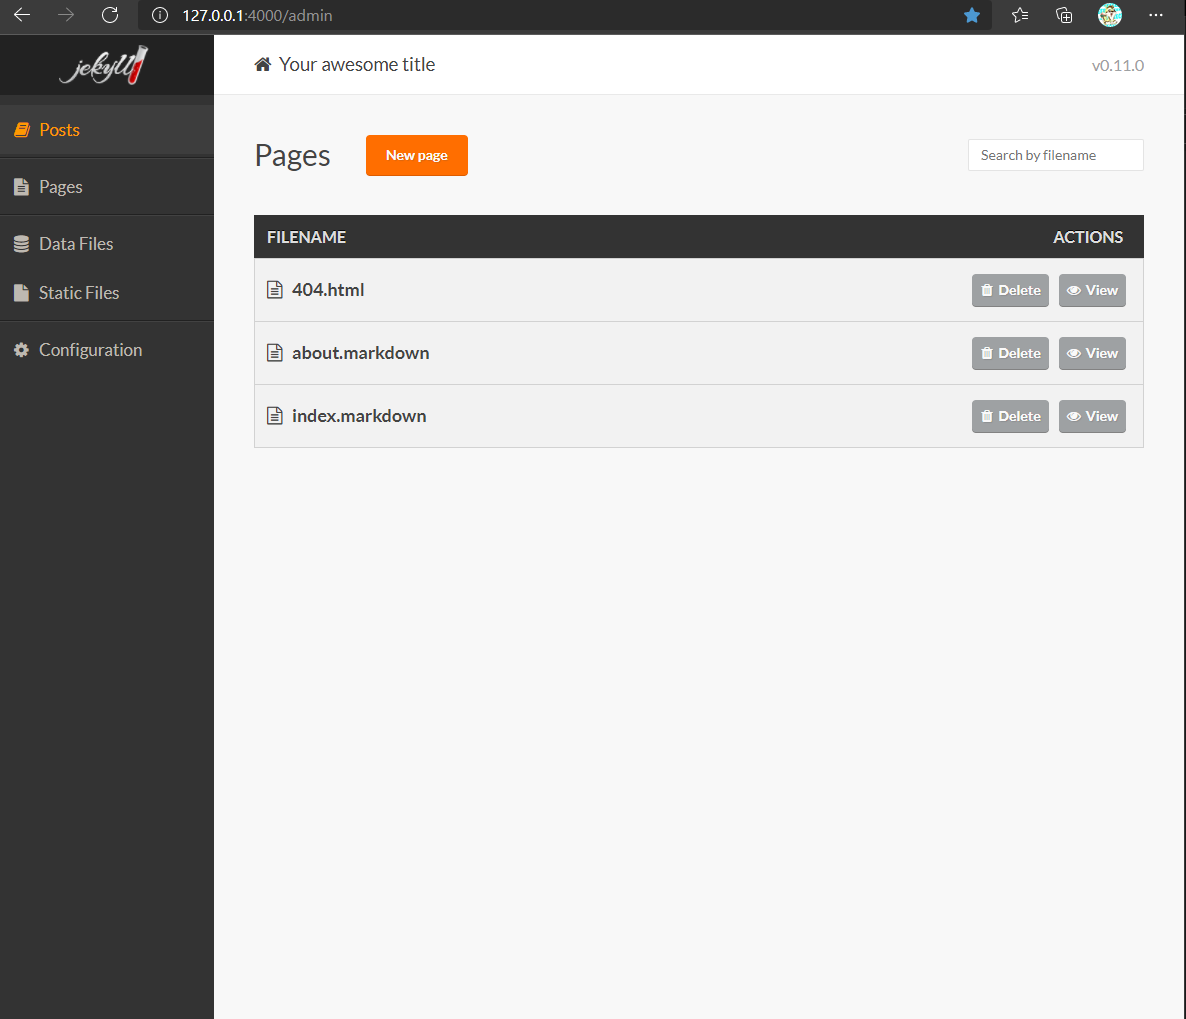 127.0.0.1:4000/admin
jekyll
Your awesome title
v0.11.0
Posts
Pages
Data Files
Static Files
Configuration
Pages
New page
Search by filename
FILENAME ACTIONS
404.html Delete View
about.markdown Delete View
index.markdown Delete View